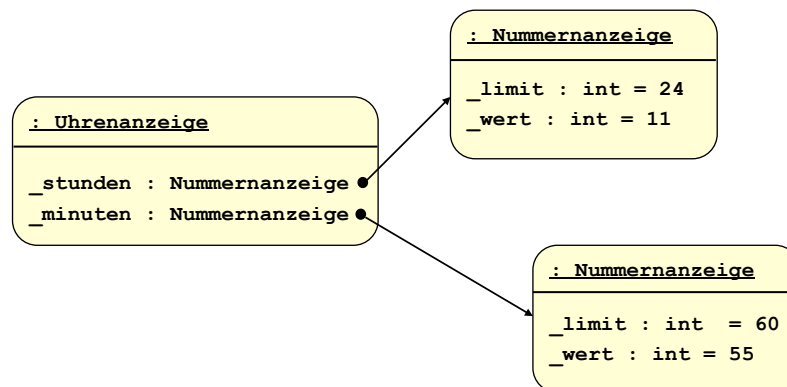 : Nummernanzeige
_limit : int = 24
_wert : int = 11
: Uhrenanzeige
_stunden : Nummernanzeige
_minuten : Nummernanzeige
: Nummernanzeige
_limit : int = 60
_wert : int = 55